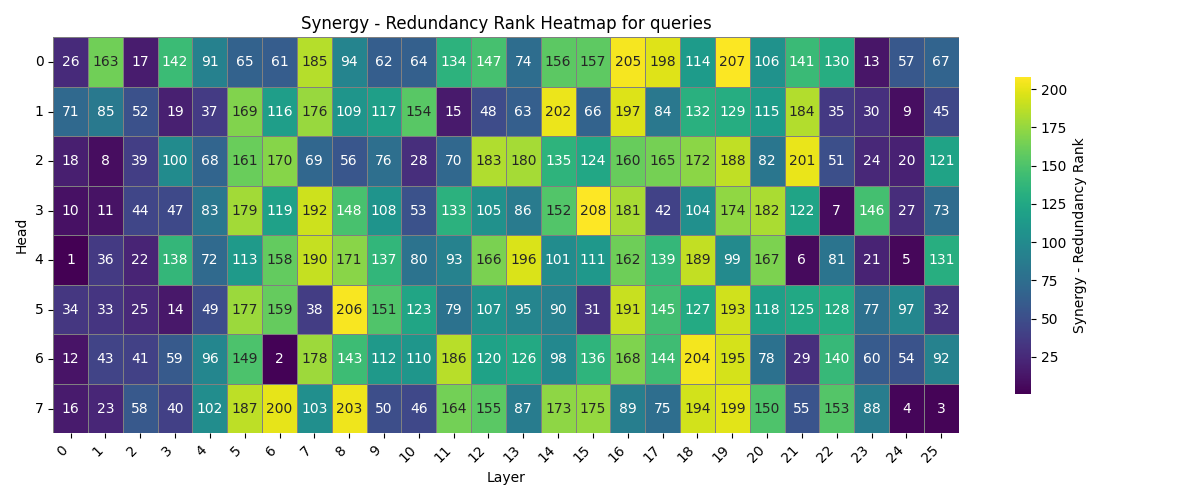 Synergy - Redundancy Rank Heatmap for queries
0 26 163 17 142 91 65 61 185 94 62 64 134 147 74 156 157 205 198 114 207 106 141 130 13 57 67
1 71 85 52 19 37 169 116 176 109 117 154 15 48 63 202 66 197 84 132 129 115 184 35 30 9 45
2 18 8 39 100 68 161 170 69 56 76 28 70 183 180 135 124 160 165 172 188 82 201 51 24 20 121
3 10 11 44 47 83 179 119 192 148 108 53 133 105 86 152 208 181 42 104 174 182 122 7 146 27 73
4 1 36 22 138 72 113 158 190 171 137 80 93 166 196 101 111 162 139 189 99 167 6 81 21 5 131
5 34 33 25 14 49 177 159 38 206 151 123 79 107 95 90 31 191 145 127 193 118 125 128 77 97 32
6 12 43 41 59 96 149 2 178 143 112 110 186 120 126 98 136 168 144 204 195 78 29 140 60 54 92
7 16 23 58 40 102 187 200 103 203 50 46 164 155 87 173 175 89 75 194 199 150 55 153 88 4 3
0 1 2 3 4 5 6 7 8 9 10 11 12 13 14 15 16 17 18 19 20 21 22 23 24 25
Layer
Head
200
175
150
125
100
75
50
25
Synergy - Redundancy Rank